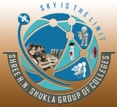 SKY IS THE LIMIT
SHREE H.N. SHUKLA GROUP OF COLLEGES